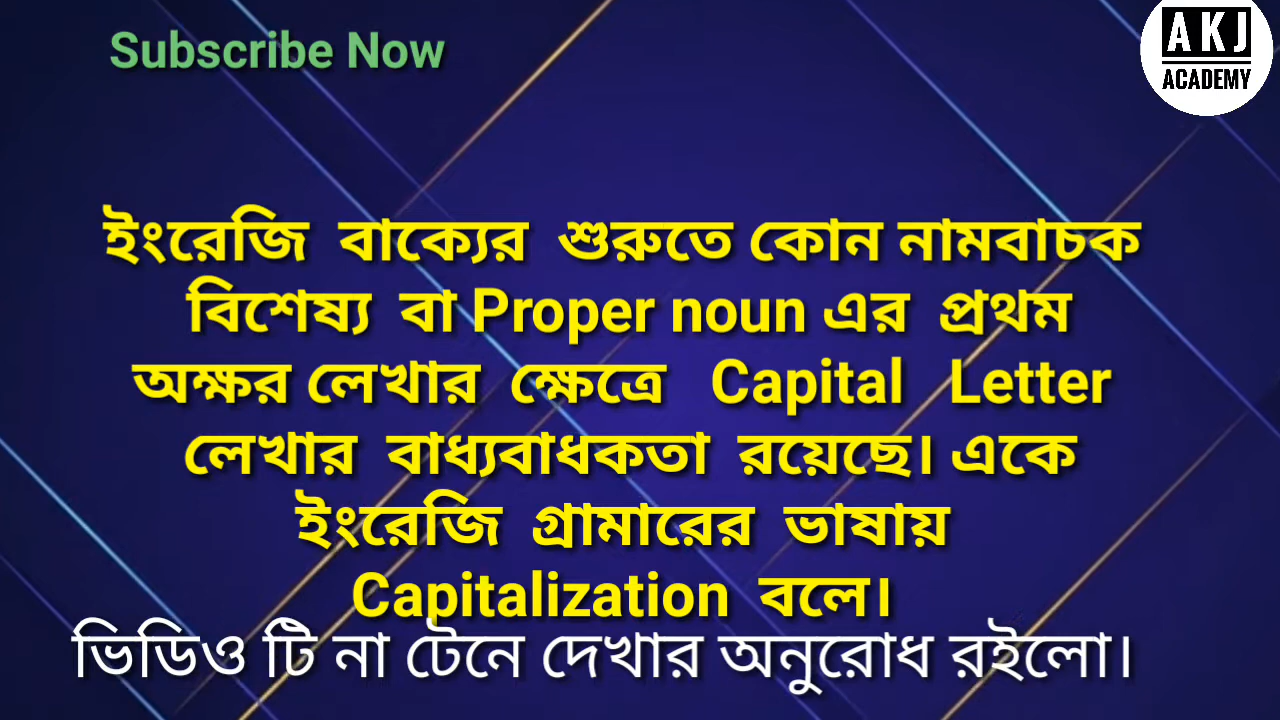 Subscribe Now
AKJ
ACADEMY
ইংরেজি বাক্যের শুরুতে কোন নামবাচক
বিশেষ্য বা Proper noun এর প্রথম
অক্ষর লেখার ক্ষেত্রে Capital Letter
লেখার বাধ্যবাধকতা রয়েছে। একে
ইংরেজি গ্রামারের ভাষায়
Capitalization বলে।
ভিডিও টি না টেনে দেখার অনুরোধ রইলো।